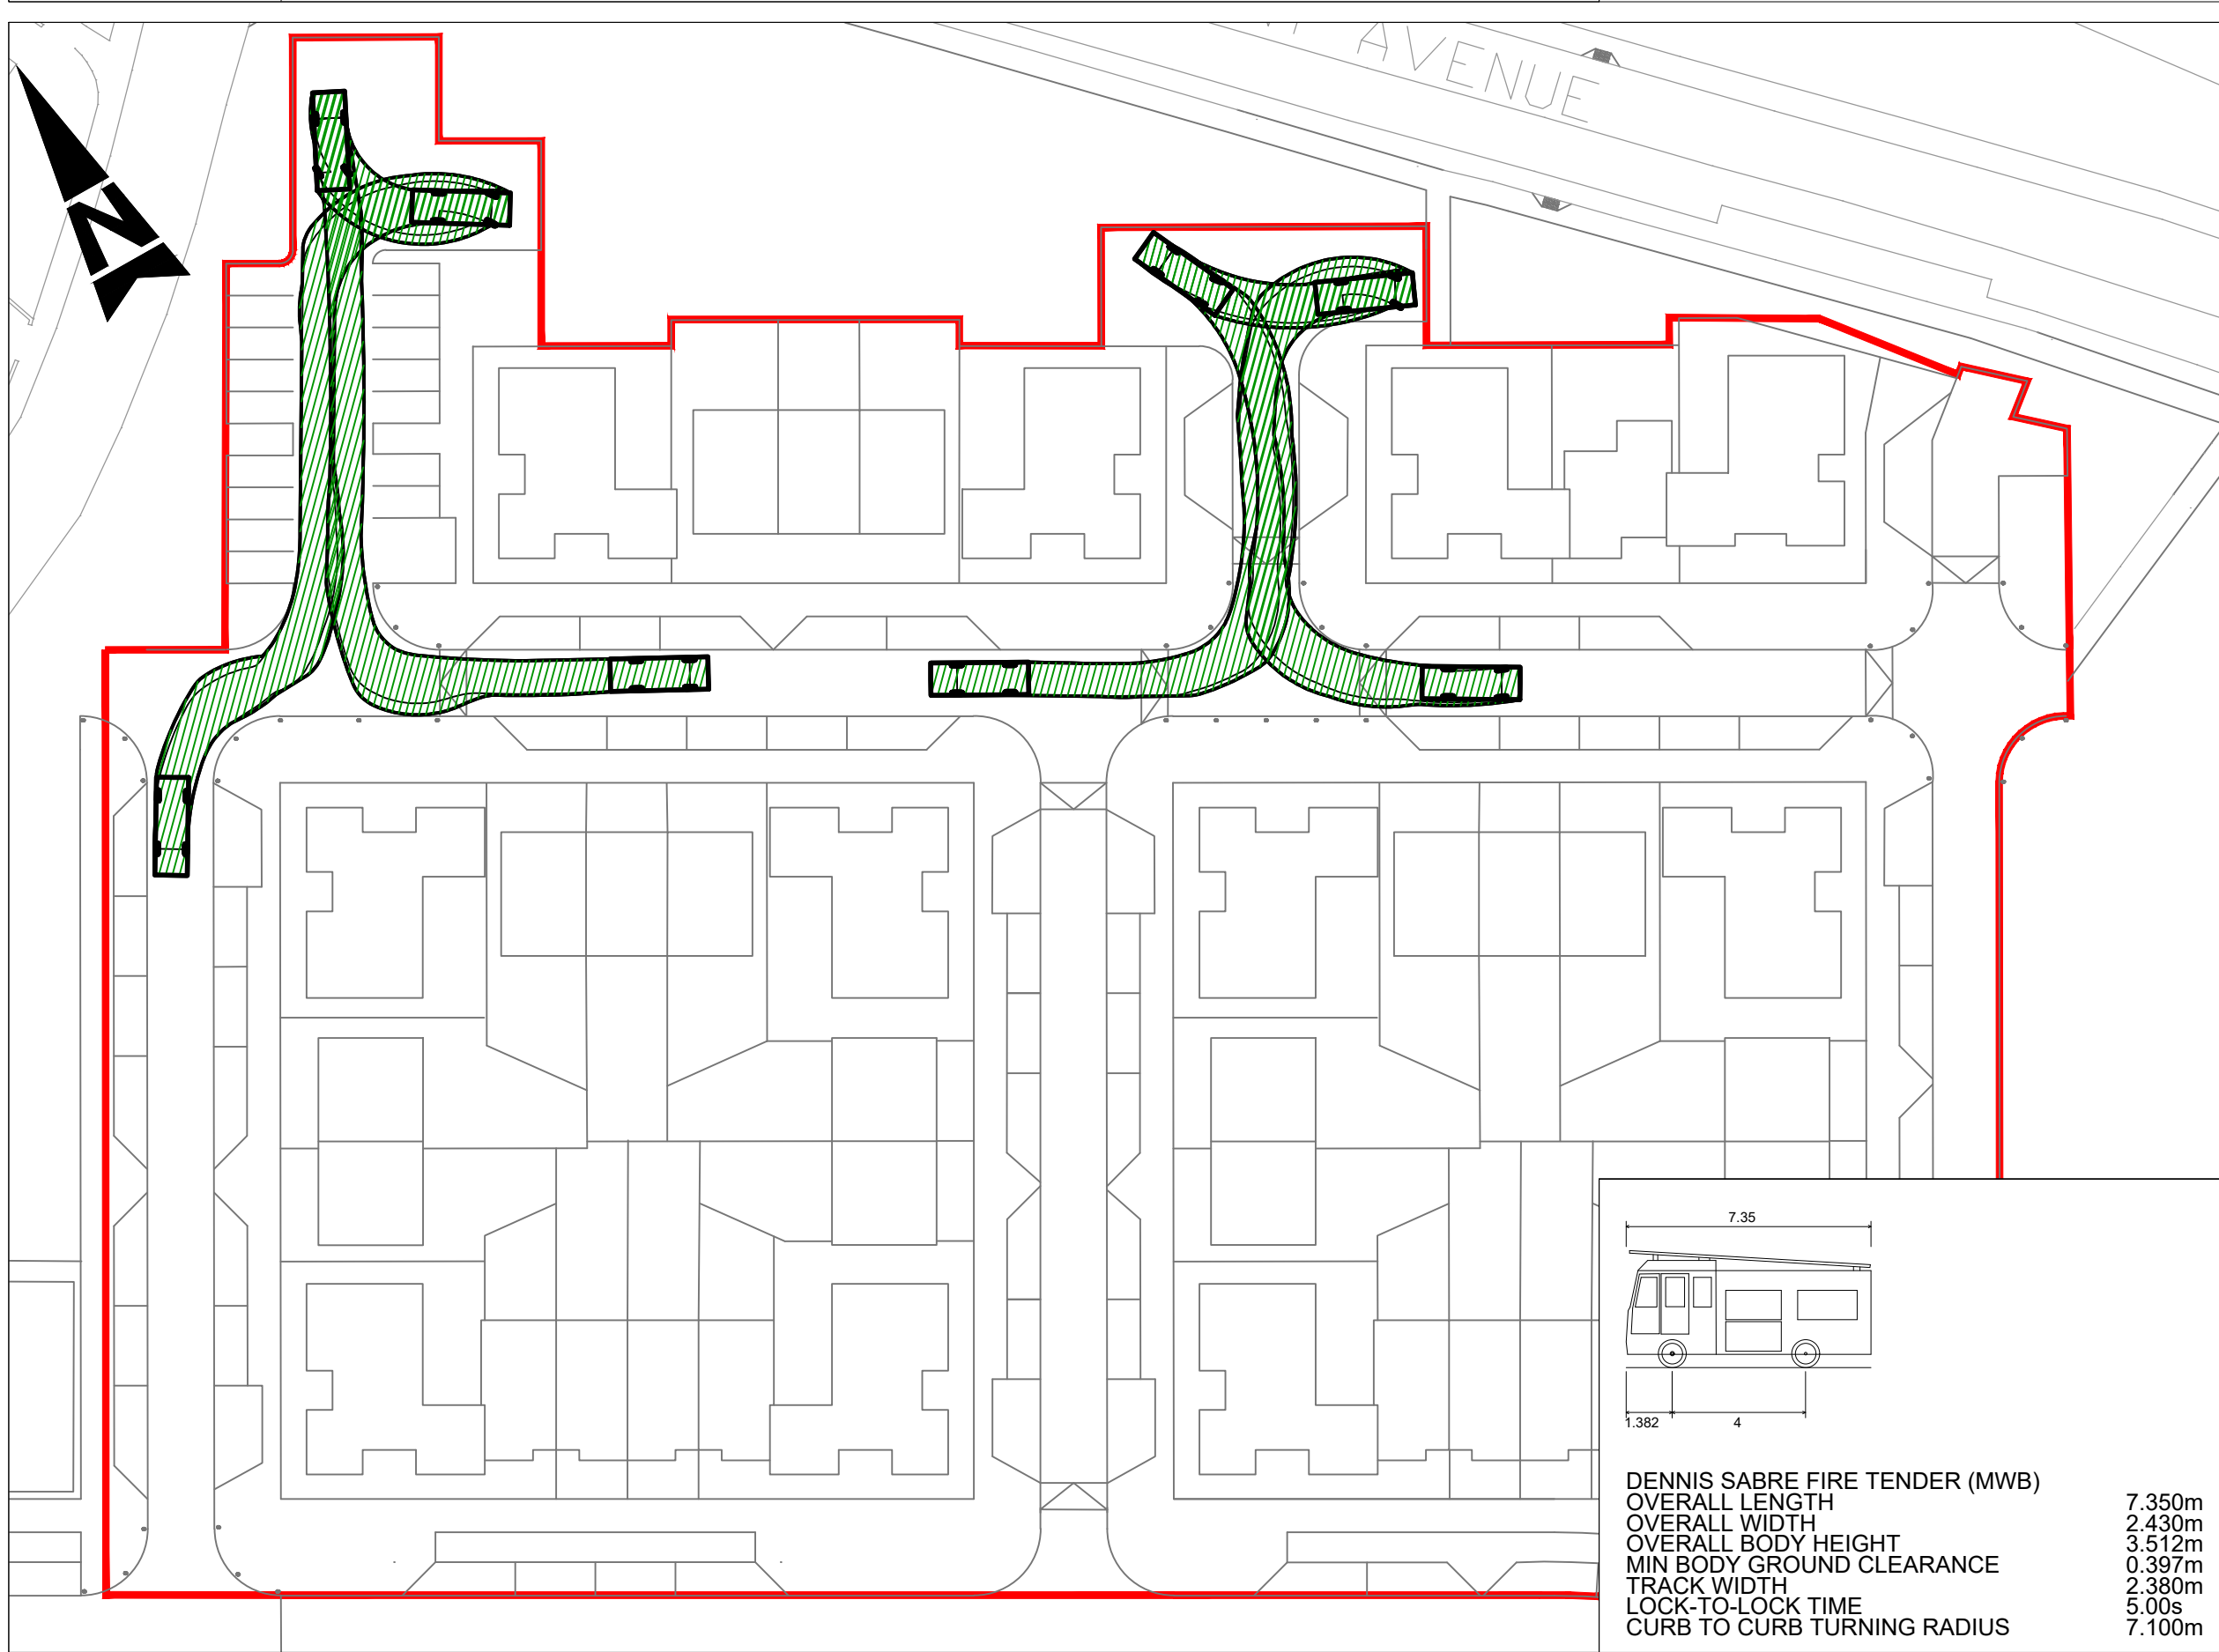 AVENUE
N
7.35
1.382 4
DENNIS SABRE FIRE TENDER (MWB)
OVERALL LENGTH 7.350m
OVERALL WIDTH 2.430m
OVERALL BODY HEIGHT 3.512m
MIN BODY GROUND CLEARANCE 0.397m
TRACK WIDTH 2.380m
LOCK-TO-LOCK TIME 5.00s
CURB TO CURB TURNING RADIUS 7.100m